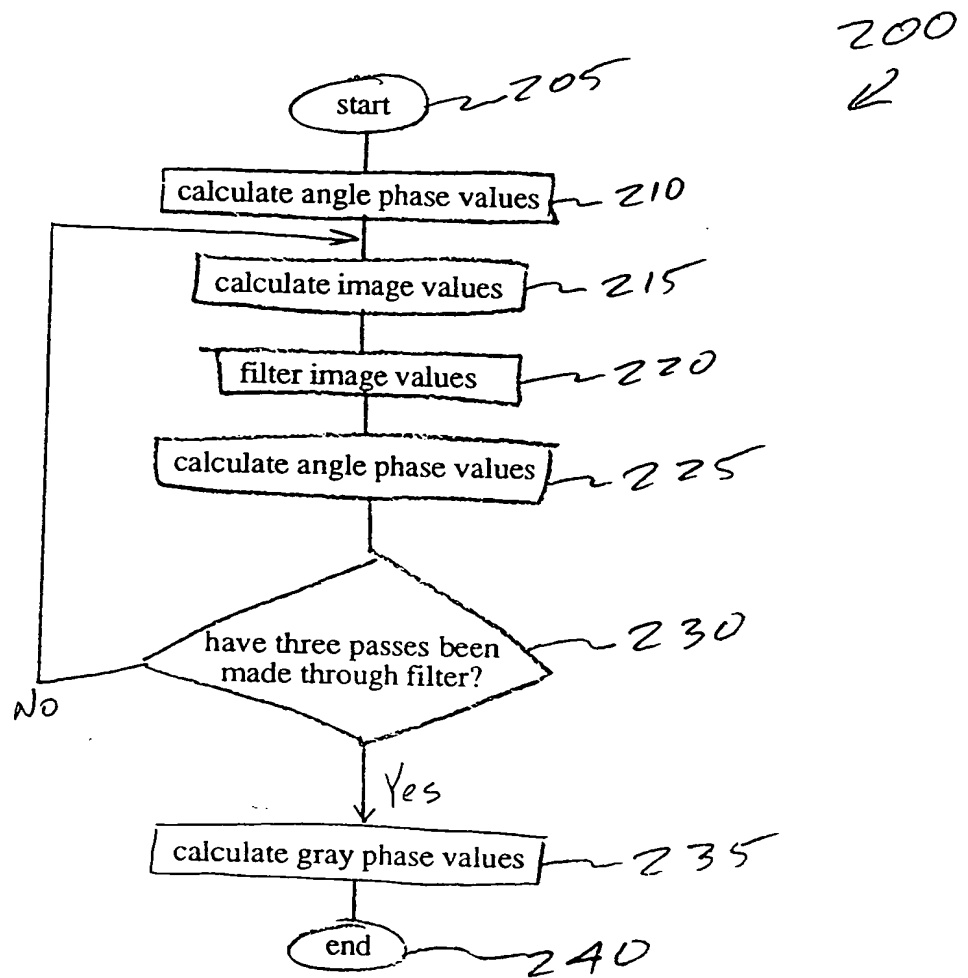 200
start 205
calculate angle phase values 210
calculate image values 215
filter image values 220
calculate angle phase values 225
have three passes been
made through filter? 230
No
Yes
calculate gray phase values 235
end 240